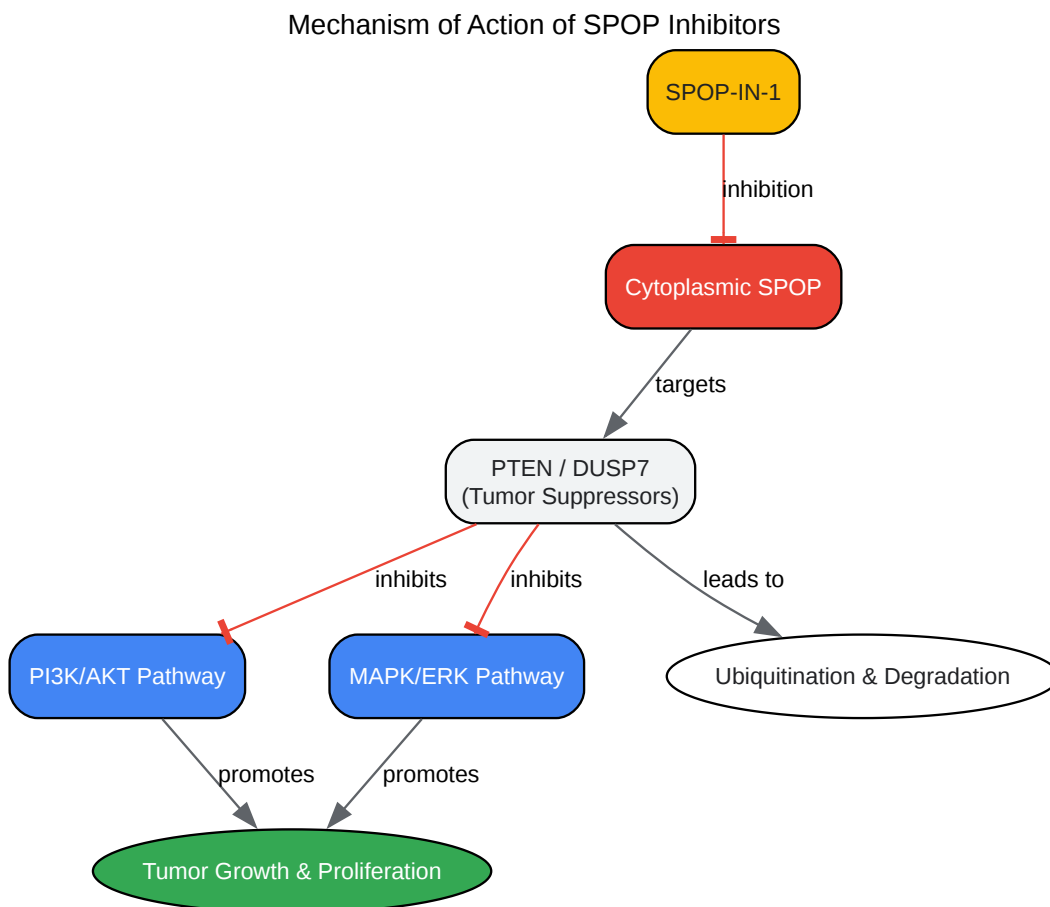 Mechanism of Action of SPOP Inhibitors
SPOP-IN-1
inhibition
Cytoplasmic SPOP
targets
PTEN / DUSP7
(Tumor Suppressors)
inhibits
inhibits
leads to
PI3K/AKT Pathway
MAPK/ERK Pathway
Ubiquitination & Degradation
promotes
promotes
Tumor Growth & Proliferation